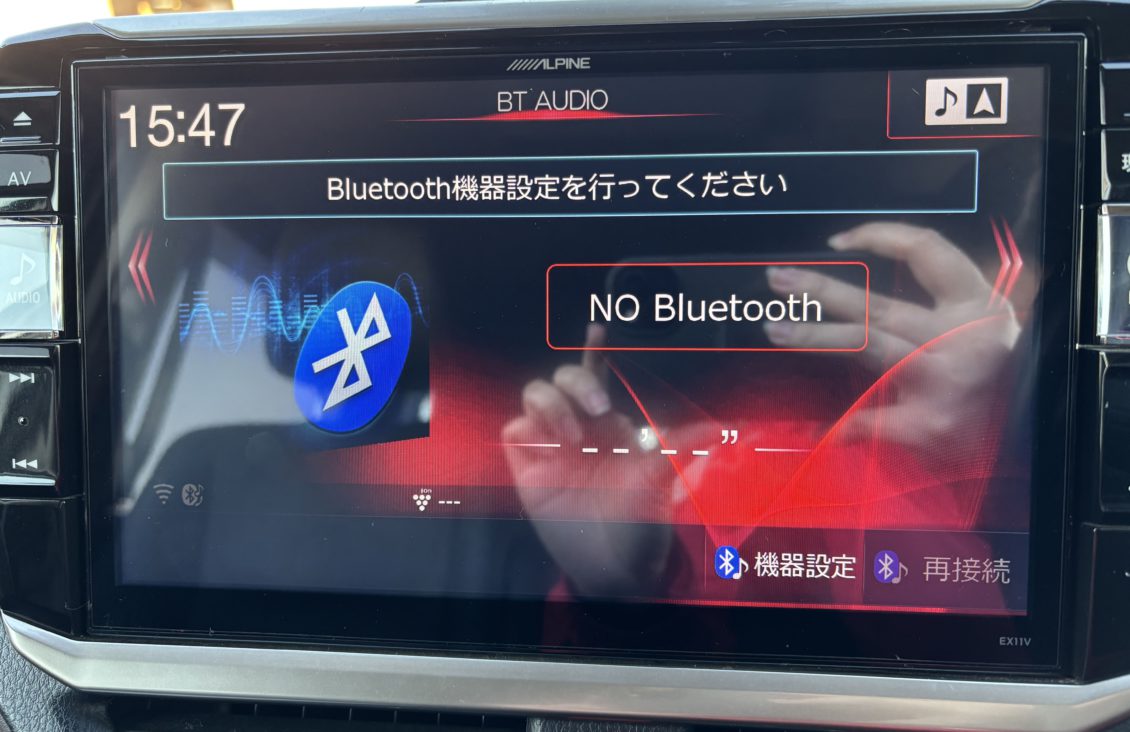 ALPINE
BT AUDIO
15:47
AV
Bluetooth機器設定を行ってください
AUDIO
NO Bluetooth
--'--"
ion
---
機器設定
再接続
EX11V